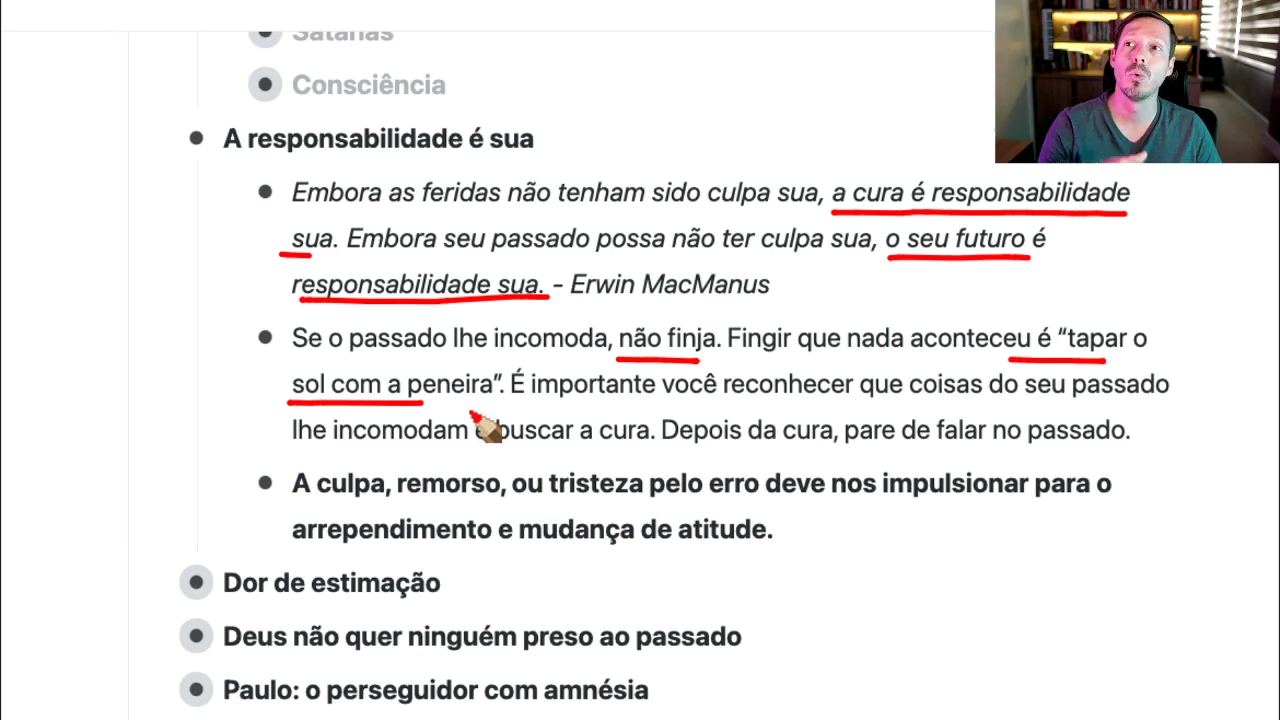 Satanás
Consciência
A responsabilidade é sua
Embora as feridas não tenham sido culpa sua, a cura é responsabilidade
sua. Embora seu passado possa não ter culpa sua, o seu futuro é
responsabilidade sua. - Erwin MacManus
Se o passado lhe incomoda, não finja. Fingir que nada aconteceu é “tapar o
sol com a peneira”. É importante você reconhecer que coisas do seu passado
lhe incomodam e buscar a cura. Depois da cura, pare de falar no passado.
A culpa, remorso, ou tristeza pelo erro deve nos impulsionar para o
arrependimento e mudança de atitude.
Dor de estimação
Deus não quer ninguém preso ao passado
Paulo: o perseguidor com amnésia